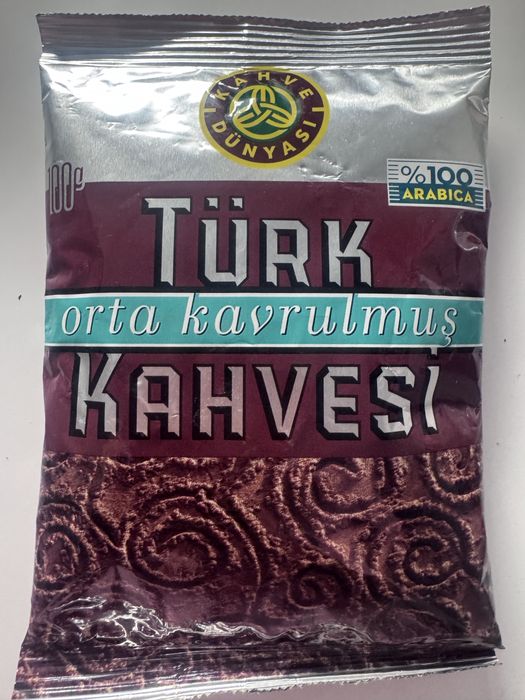 KAHVE
DÜNYASI
%100
ARABICA
100g
TÜRK
orta kavrulmuş
KAHVESİ